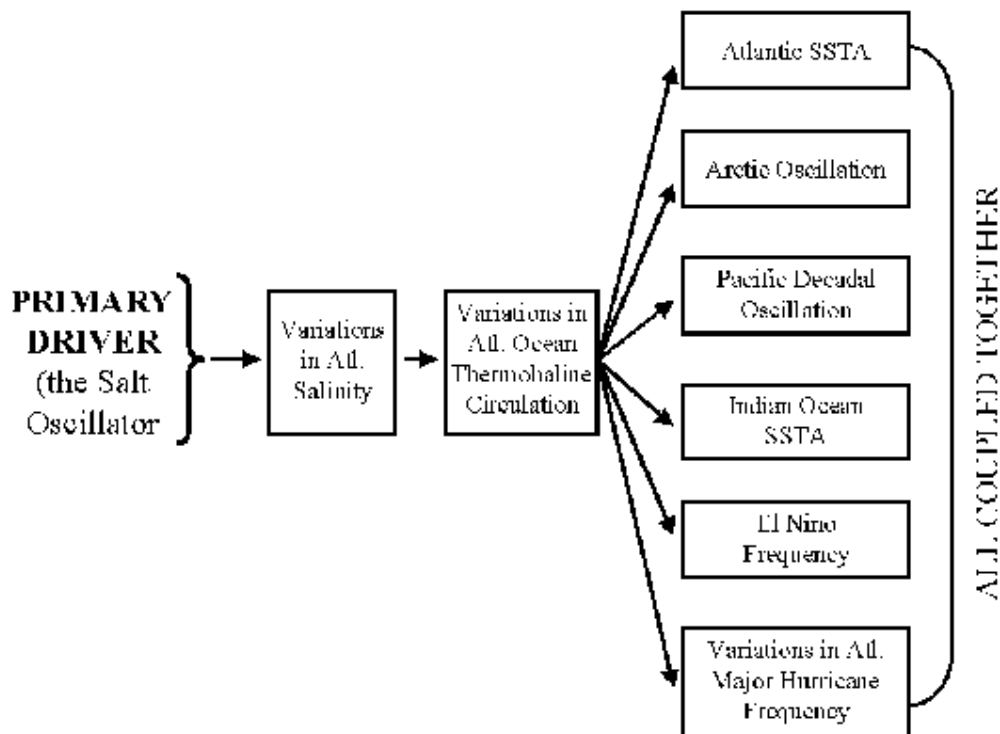 PRIMARY
DRIVER
(the Salt
Oscillator
Variations
in Atl.
Salinity
Variations in
Atl. Ocean
Thermohaline
Circulation
Atlantic SSTA
Arctic Oscillation
Pacific Decadal
Oscillation
Indian Ocean
SSTA
El Nino
Frequency
Variations in Atl.
Major Hurricane
Frequency
ALL COUPLED TOGETHER